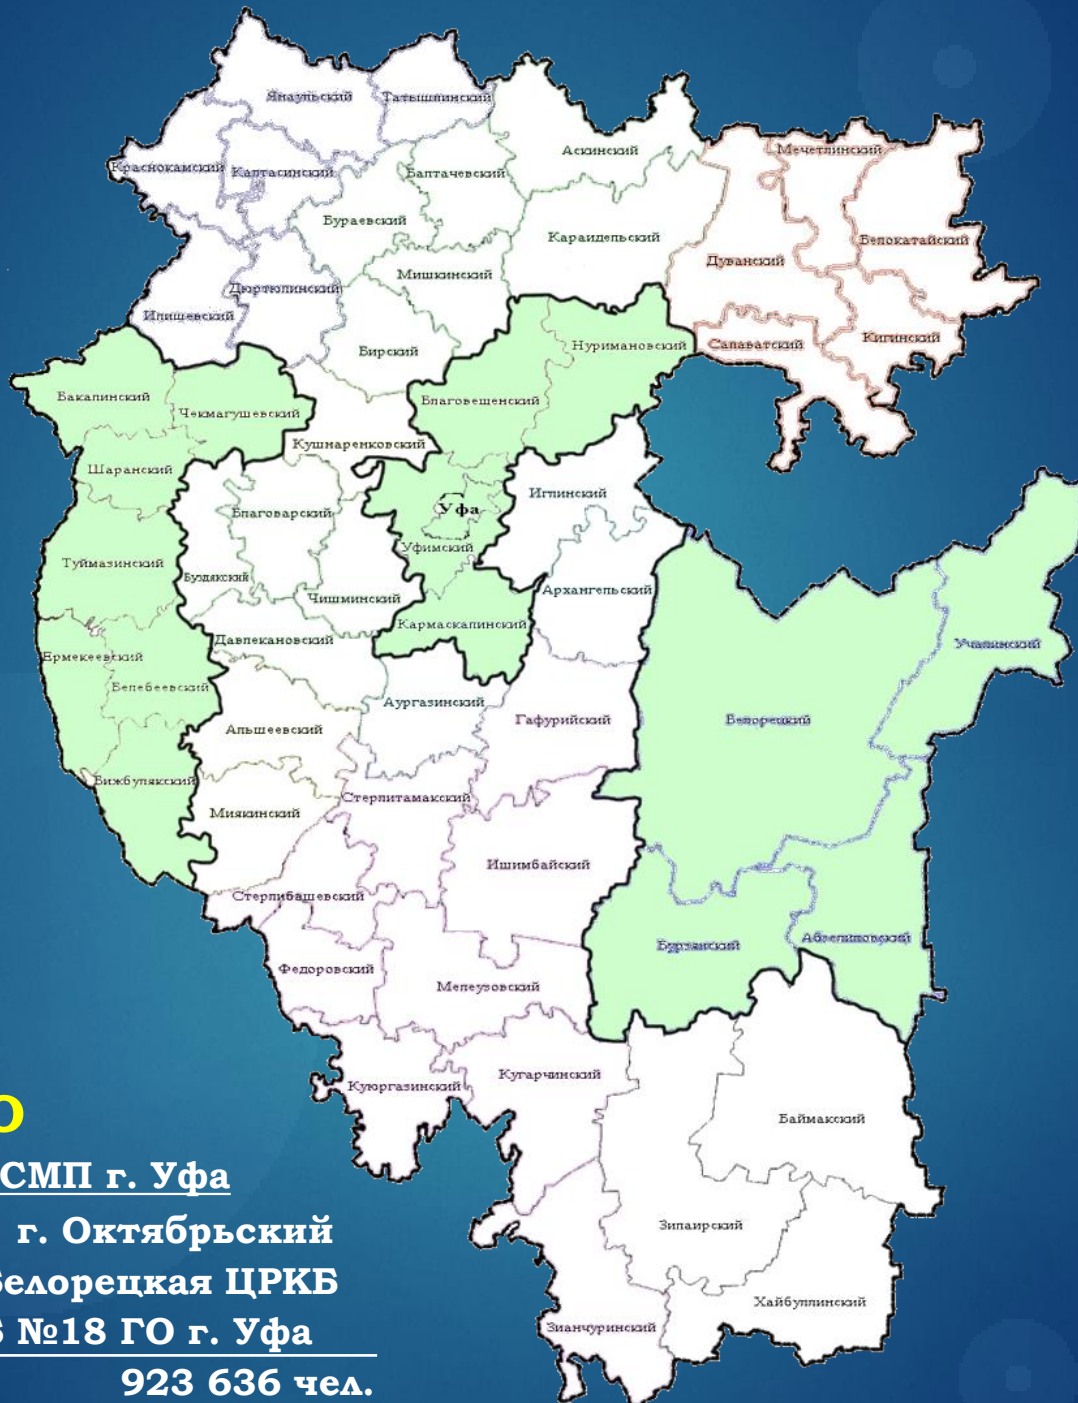 Янаульский
Татышлинский
Аскинский
Мечетлинский
Краснокамский
Калтасинский
Балтачевский
Бураевский
Караидельский
Белокатайский
Дуванский
Мишкинский
Дюртюлинский
Илишевский
Бирский
Нуримановский
Салаватский
Кигинский
Бакалинский
Чекмагушевский
Благовещенский
Кушнаренковский
Шаранский
Иглинский
Благоварский
Уфа
Уфимский
Туймазинский
Буздякский
Чишминский
Архангельский
Кармаскалинский
Давлекановский
Учалинский
Ермекеевский
Белебеевский
Аургазинский
Гафурийский
Белорецкий
Альшеевский
Бижбулякский
Стерлитамакский
Миякинский
Ишимбайский
Стерлибашевский
Бурзянский
Абзелиловский
Федоровский
Мелеузовский
Куюргазинский
Кугарчинский
Баймакский
Зилаирский
Хайбуллинский
Зианчуринский
О
СМП г. Уфа
г. Октябрьский
Белорецкая ЦРКБ
№18 ГО г. Уфа
923 636 чел.